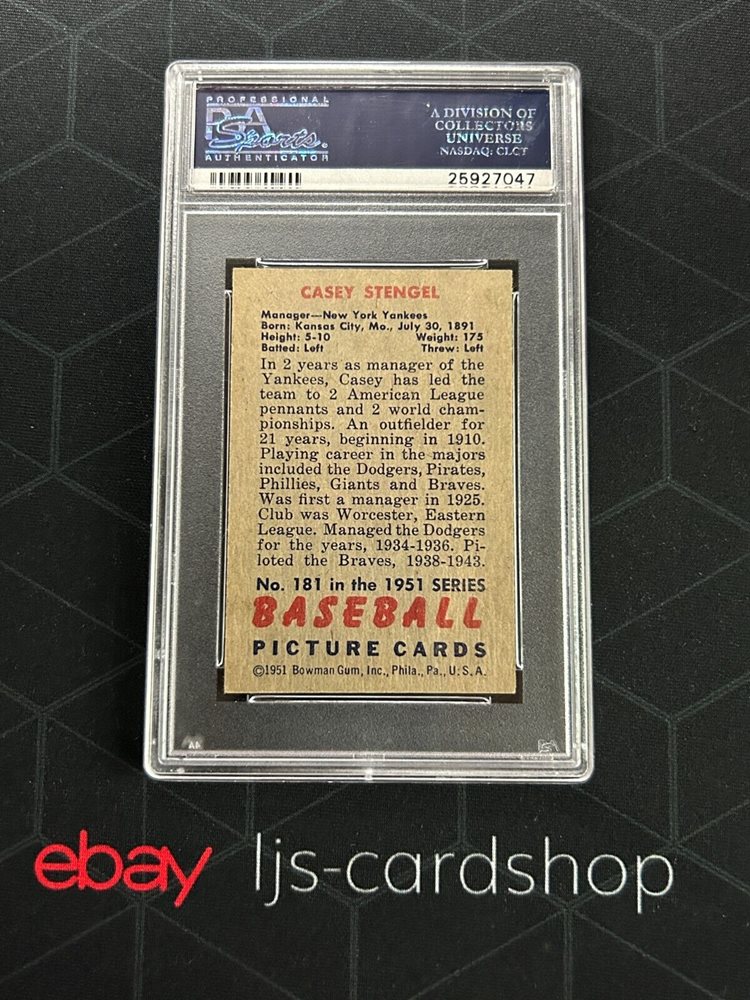 PROFESSIONAL
PSA
Sports.
AUTHENTICATOR
A DIVISION OF
COLLECTORS
UNIVERSE
NASDAQ: CLCT
25927047
CASEY STENGEL
Manager—New York Yankees
Born: Kansas City, Mo., July 30, 1891
Height: 5-10 Weight: 175
Batted: Left Threw: Left
In 2 years as manager of the
Yankees, Casey has led the
team to 2 American League
pennants and 2 world cham-
pionships. An outfielder for
21 years, beginning in 1910.
Playing career in the majors
included the Dodgers, Pirates,
Phillies, Giants and Braves.
Was first a manager in 1925.
Club was Worcester, Eastern
League. Managed the Dodgers
for the years, 1934-1936. Pi-
loted the Braves, 1938-1943.
No. 181 in the 1951 SERIES
BASEBALL
PICTURE CARDS
©1951 Bowman Gum, Inc., Phila., Pa., U.S.A.
ebay ljs-cardshop